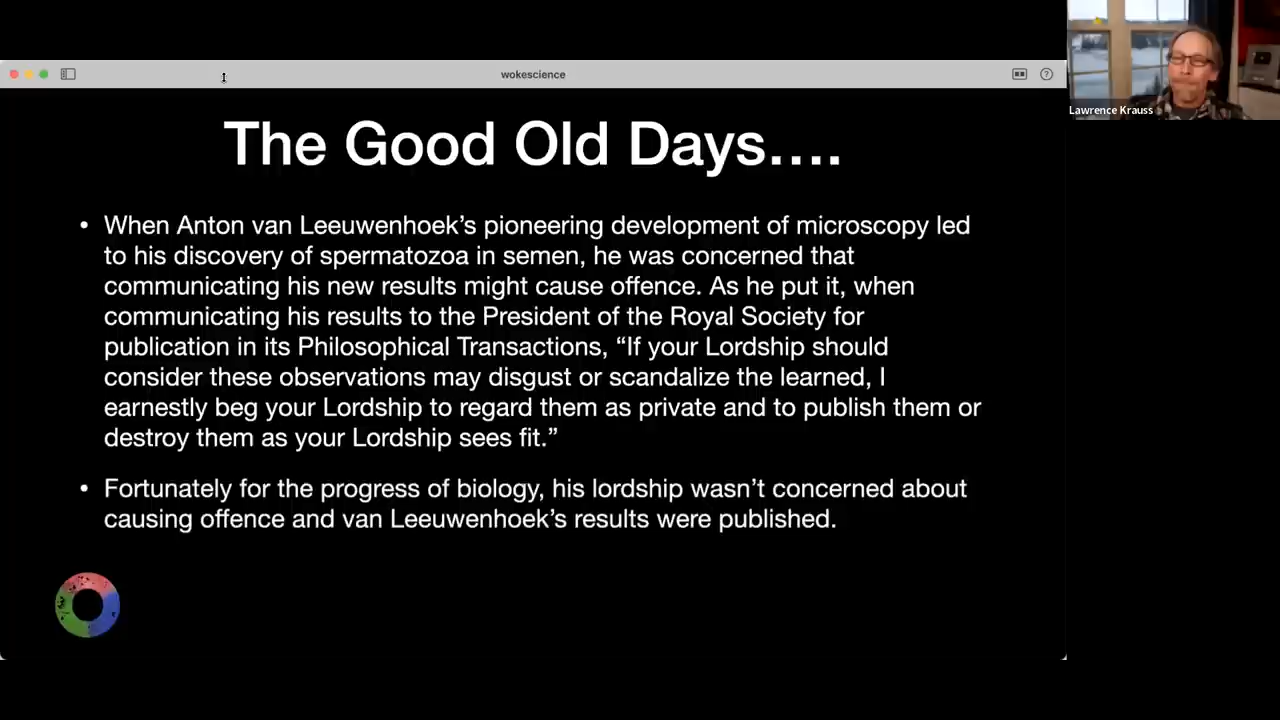 wokescience
Lawrence Krauss
The Good Old Days….
• When Anton van Leeuwenhoek’s pioneering development of microscopy led
to his discovery of spermatozoa in semen, he was concerned that
communicating his new results might cause offence. As he put it, when
communicating his results to the President of the Royal Society for
publication in its Philosophical Transactions, “If your Lordship should
consider these observations may disgust or scandalize the learned, I
earnestly beg your Lordship to regard them as private and to publish them or
destroy them as your Lordship sees fit.”
• Fortunately for the progress of biology, his lordship wasn’t concerned about
causing offence and van Leeuwenhoek’s results were published.